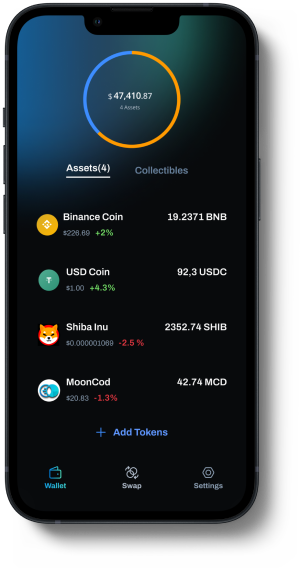 $ 47,410.87
4 Assets
Assets(4) Collectibles
Binance Coin 19.2371 BNB
$226.69 +2%
USD Coin 92,3 USDC
$1.00 +4.3%
Shiba Inu 2352.74 SHIB
$0.000001069 -2.5 %
MoonCod 42.74 MCD
$20.83 -1.3%
+ Add Tokens
Wallet Swap Settings